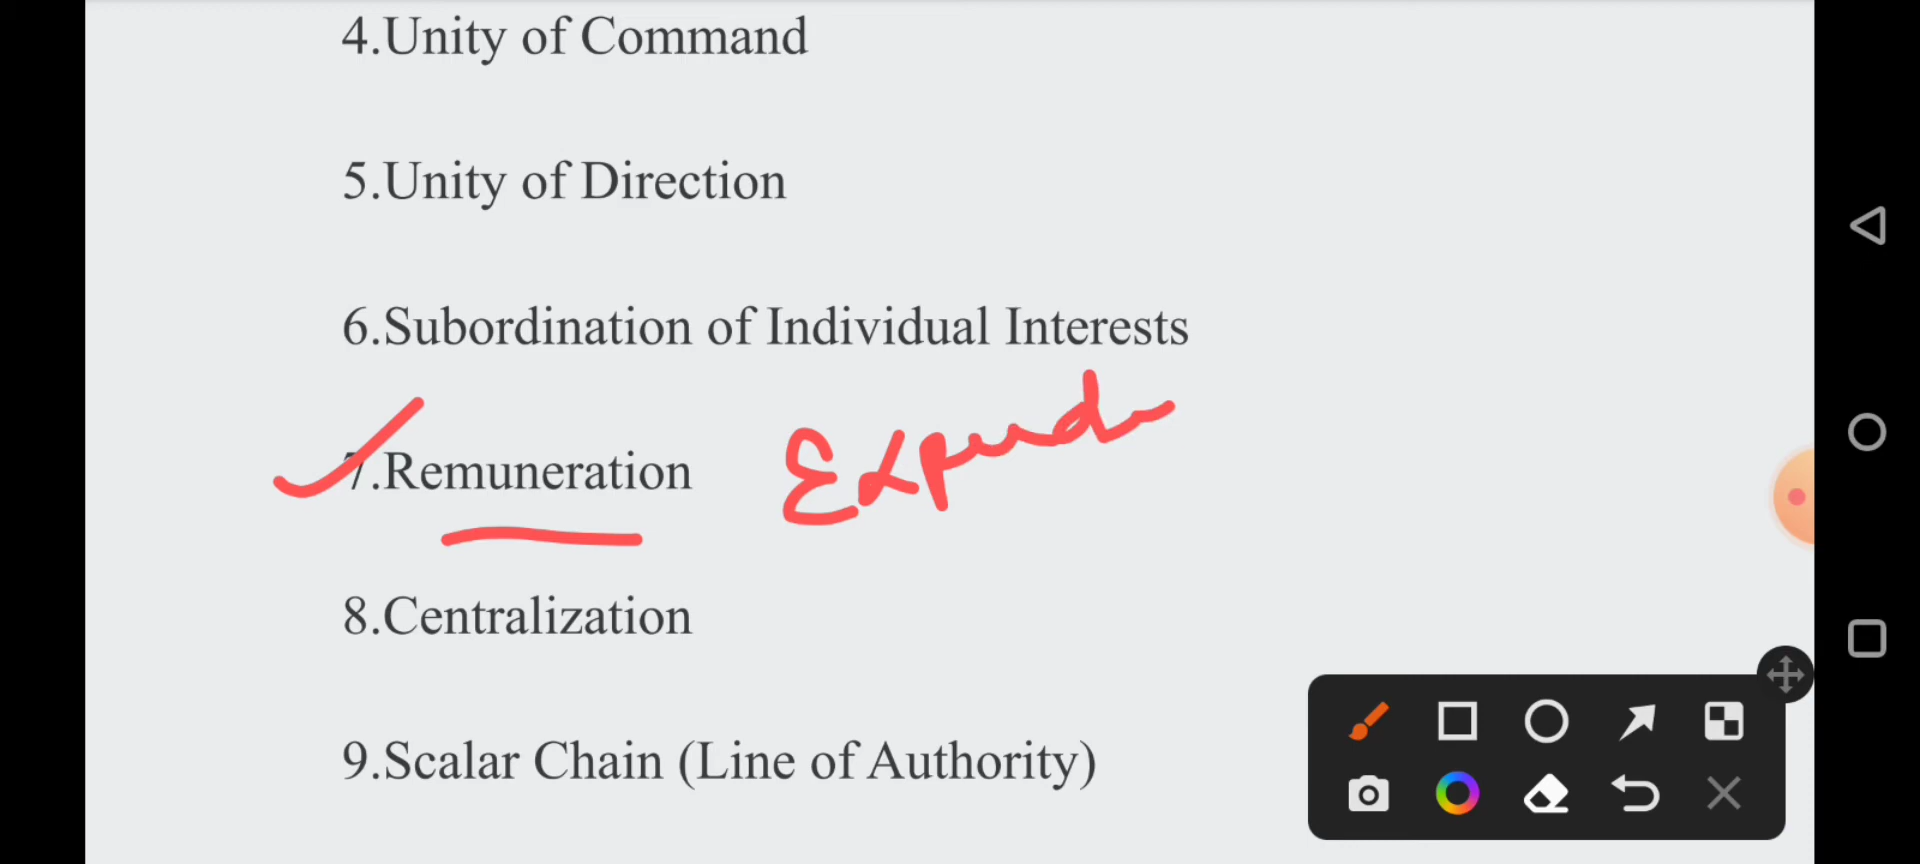 4.Unity of Command
5.Unity of Direction
6.Subordination of Individual Interests
7.Remuneration
8.Centralization
9.Scalar Chain (Line of Authority)